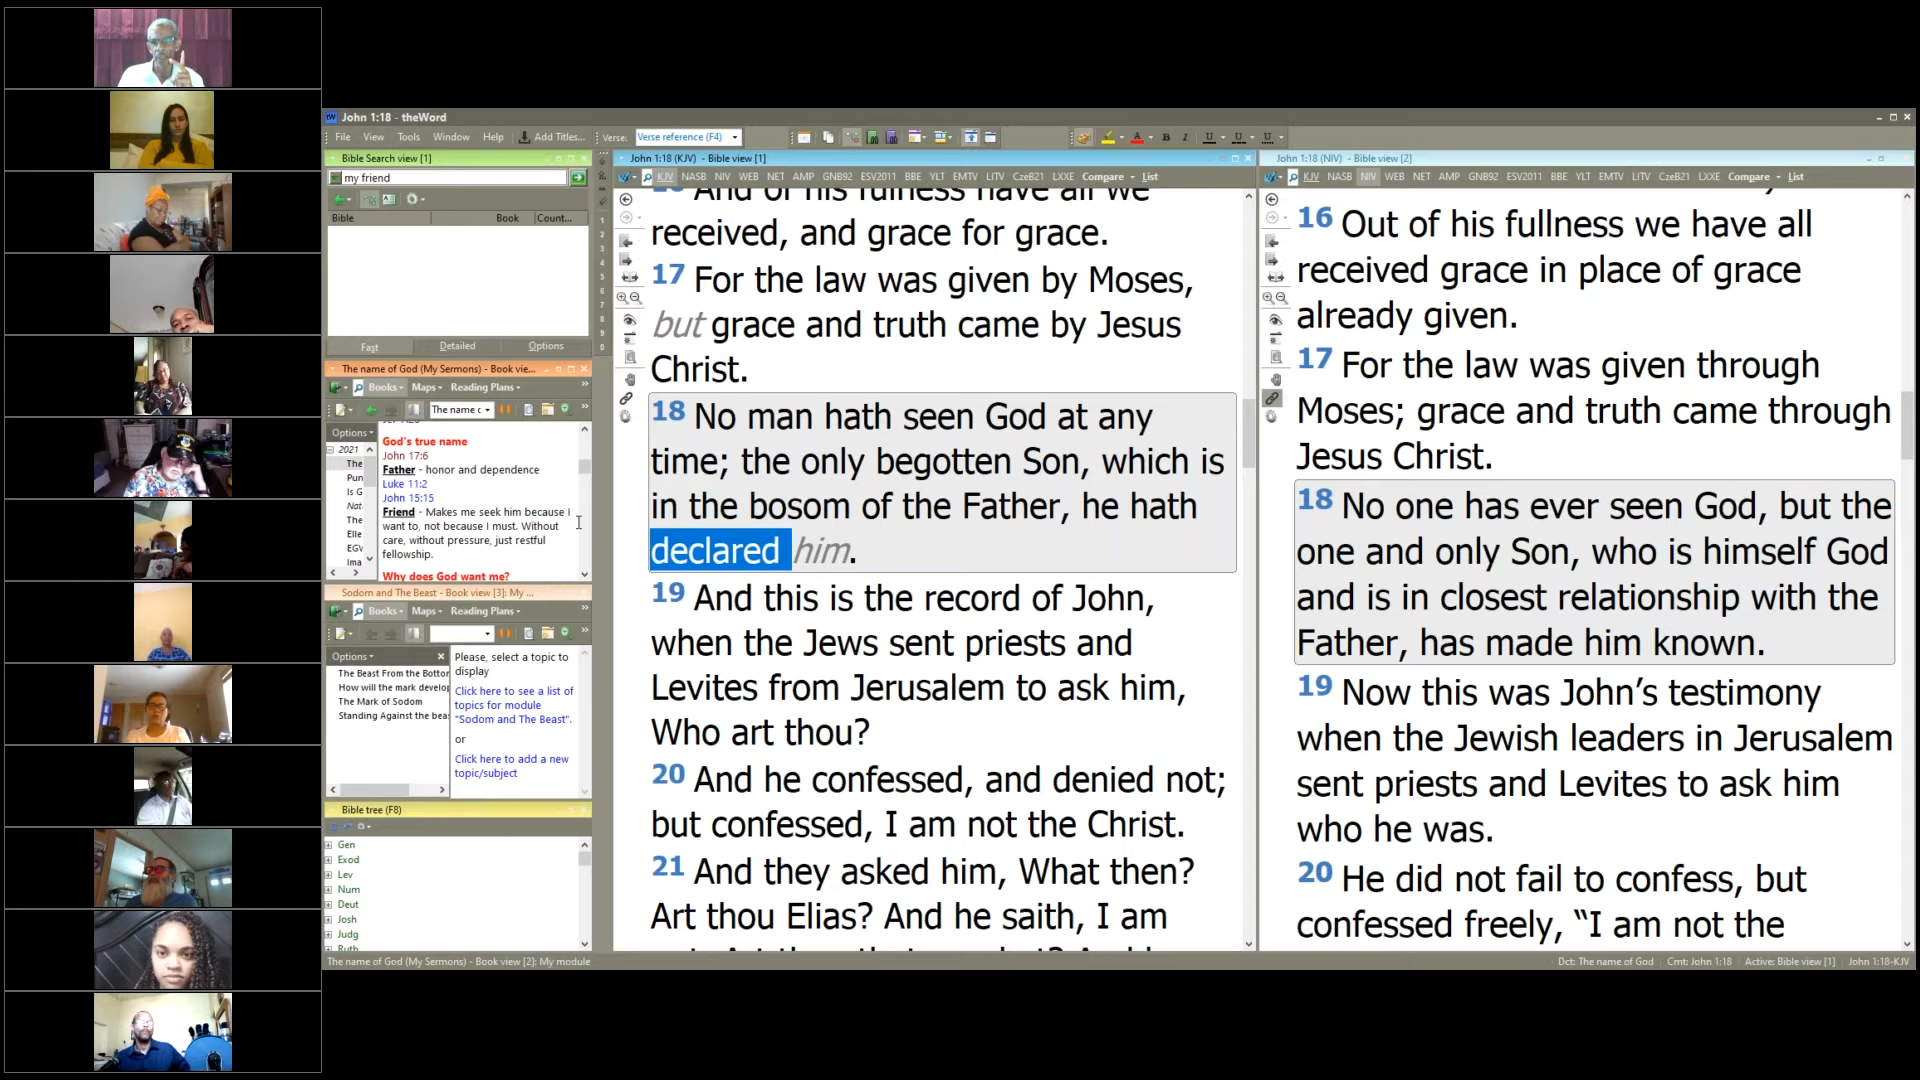 John 1:18 - theWord
File View Tools Window Help Add Titles... Verse: Verse reference (F4)
Bible Search view [1]
my friend
Bible Book Count...
Fast Detailed Options
The name of God (My Sermons) - Book vie...
Books Maps Reading Plans
The name c
Options
2021
The
Pun
Is G
Nat
The
Elle
EGV
Ima
God's true name
John 17:6
Father - honor and dependence
Luke 11:2
John 15:15
Friend - Makes me seek him because I
want to, not because I must. Without
care, without pressure, just restful
fellowship.
Why does God want me?
Sodom and The Beast - Book view [3]: My ...
Books Maps Reading Plans
Options
The Beast From the Bottor
How will the mark develop
The Mark of Sodom
Standing Against the beas
Please, select a topic to
display
Click here to see a list of
topics for module
"Sodom and The Beast".
or
Click here to add a new
topic/subject
Bible tree (F8)
Gen
Exod
Lev
Num
Deut
Josh
Judg
Ruth
John 1:18 (KJV) - Bible view [1]
KJV NASB NIV WEB NET AMP GNB92 ESV2011 BBE YLT EMTV LITV CzeB21 LXXE Compare List
16 And of his fulness have all we
received, and grace for grace.
17 For the law was given by Moses,
but grace and truth came by Jesus
Christ.
18 No man hath seen God at any
time; the only begotten Son, which is
in the bosom of the Father, he hath
declared him.
19 And this is the record of John,
when the Jews sent priests and
Levites from Jerusalem to ask him,
Who art thou?
20 And he confessed, and denied not;
but confessed, I am not the Christ.
21 And they asked him, What then?
Art thou Elias? And he saith, I am
John 1:18 (NIV) - Bible view [2]
KJV NASB NIV WEB NET AMP GNB92 ESV2011 BBE YLT EMTV LITV CzeB21 LXXE Compare List
16 Out of his fullness we have all
received grace in place of grace
already given.
17 For the law was given through
Moses; grace and truth came through
Jesus Christ.
18 No one has ever seen God, but the
one and only Son, who is himself God
and is in closest relationship with the
Father, has made him known.
19 Now this was John’s testimony
when the Jewish leaders in Jerusalem
sent priests and Levites to ask him
who he was.
20 He did not fail to confess, but
confessed freely, “I am not the
The name of God (My Sermons) - Book view [2]: My module
Dct: The name of God Cmt: John 1:18 Active: Bible view [1] John 1:18-KJV